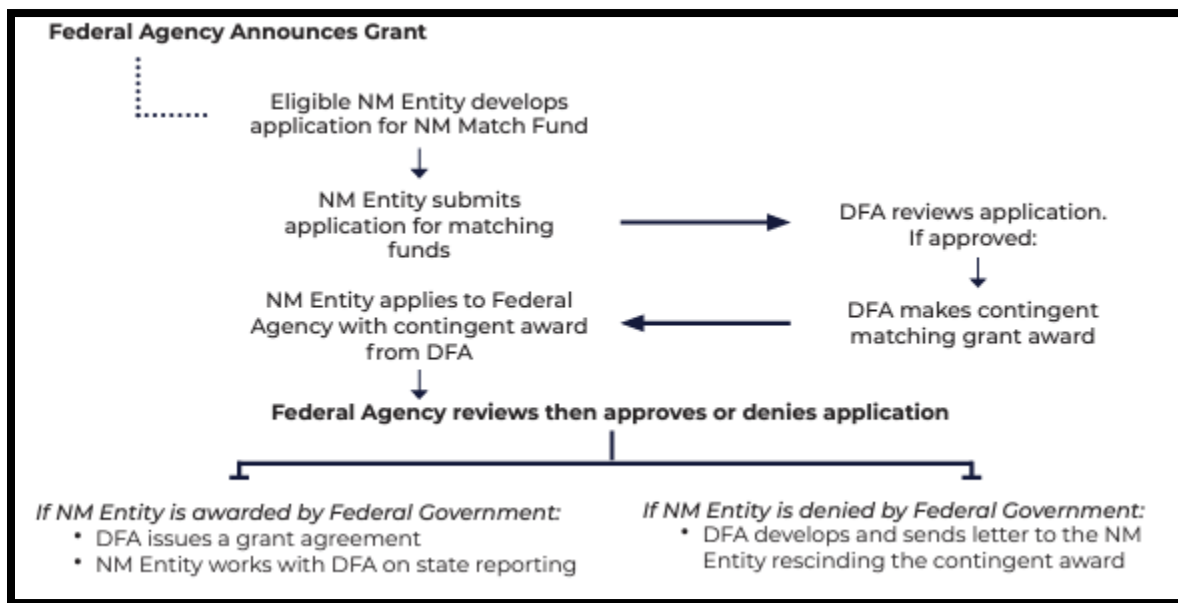 Federal Agency Announces Grant
Eligible NM Entity develops
application for NM Match Fund
NM Entity submits
application for matching
funds
DFA reviews application.
If approved:
DFA makes contingent
matching grant award
NM Entity applies to Federal
Agency with contingent award
from DFA
Federal Agency reviews then approves or denies application
If NM Entity is awarded by Federal Government:
• DFA issues a grant agreement
• NM Entity works with DFA on state reporting
If NM Entity is denied by Federal Government:
• DFA develops and sends letter to the NM
Entity rescinding the contingent award